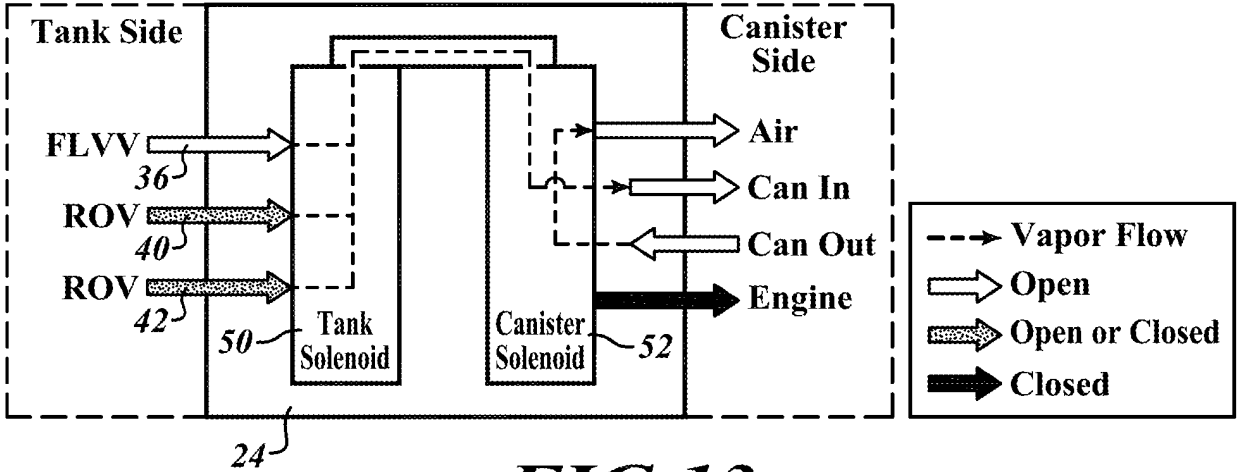 Tank Side
Canister
Side
FLVV
36
ROV
40
ROV
42
50
Tank
Solenoid
Canister
Solenoid
52
Air
Can In
Can Out
Engine
24
Vapor Flow
Open
Open or Closed
Closed